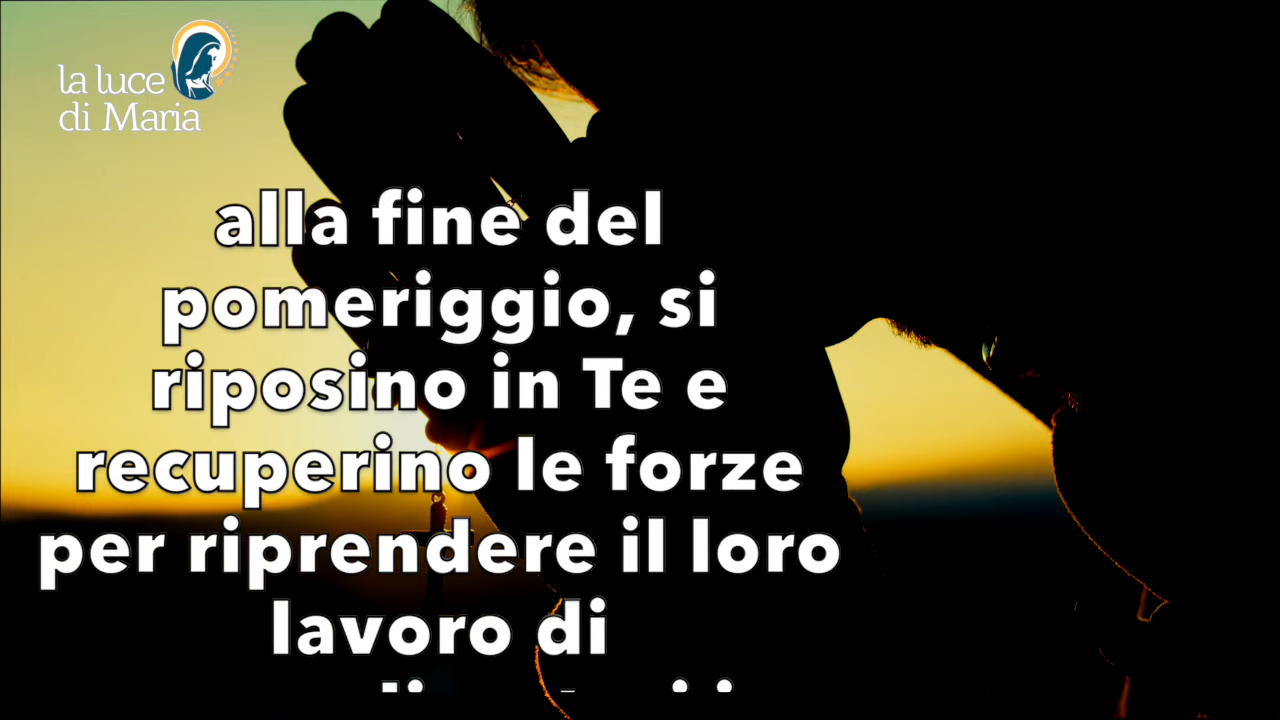 la luce
di Maria
alla fine del
pomeriggio, si
riposino in Te e
recuperino le forze
per riprendere il loro
lavoro di